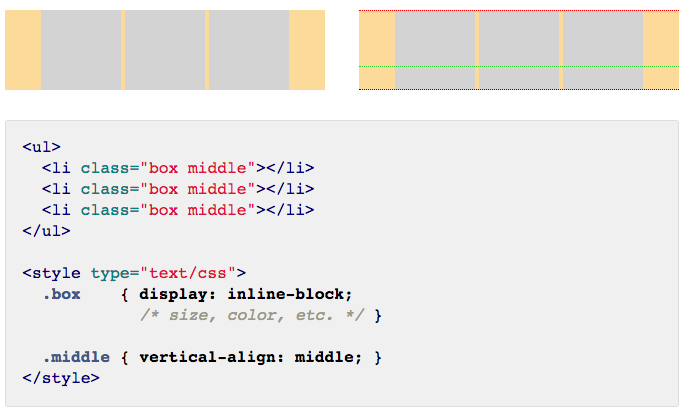 <ul>
  <li class="box middle"></li>
  <li class="box middle"></li>
  <li class="box middle"></li>
</ul>
<style type="text/css">
  .box    { display: inline-block;
            /* size, color, etc. */ }
  .middle { vertical-align: middle; }
</style>